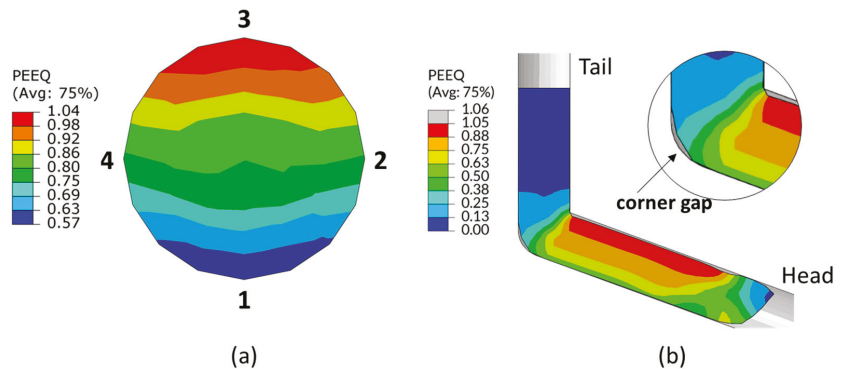 3
PEEQ
(Avg: 75%)
1.04
0.98
0.92
0.86
0.80
0.75
0.69
0.63
0.57
4
2
1
(a)
PEEQ
(Avg: 75%)
1.06
1.05
0.88
0.75
0.63
0.50
0.38
0.25
0.13
0.00
Tail
corner gap
Head
(b)